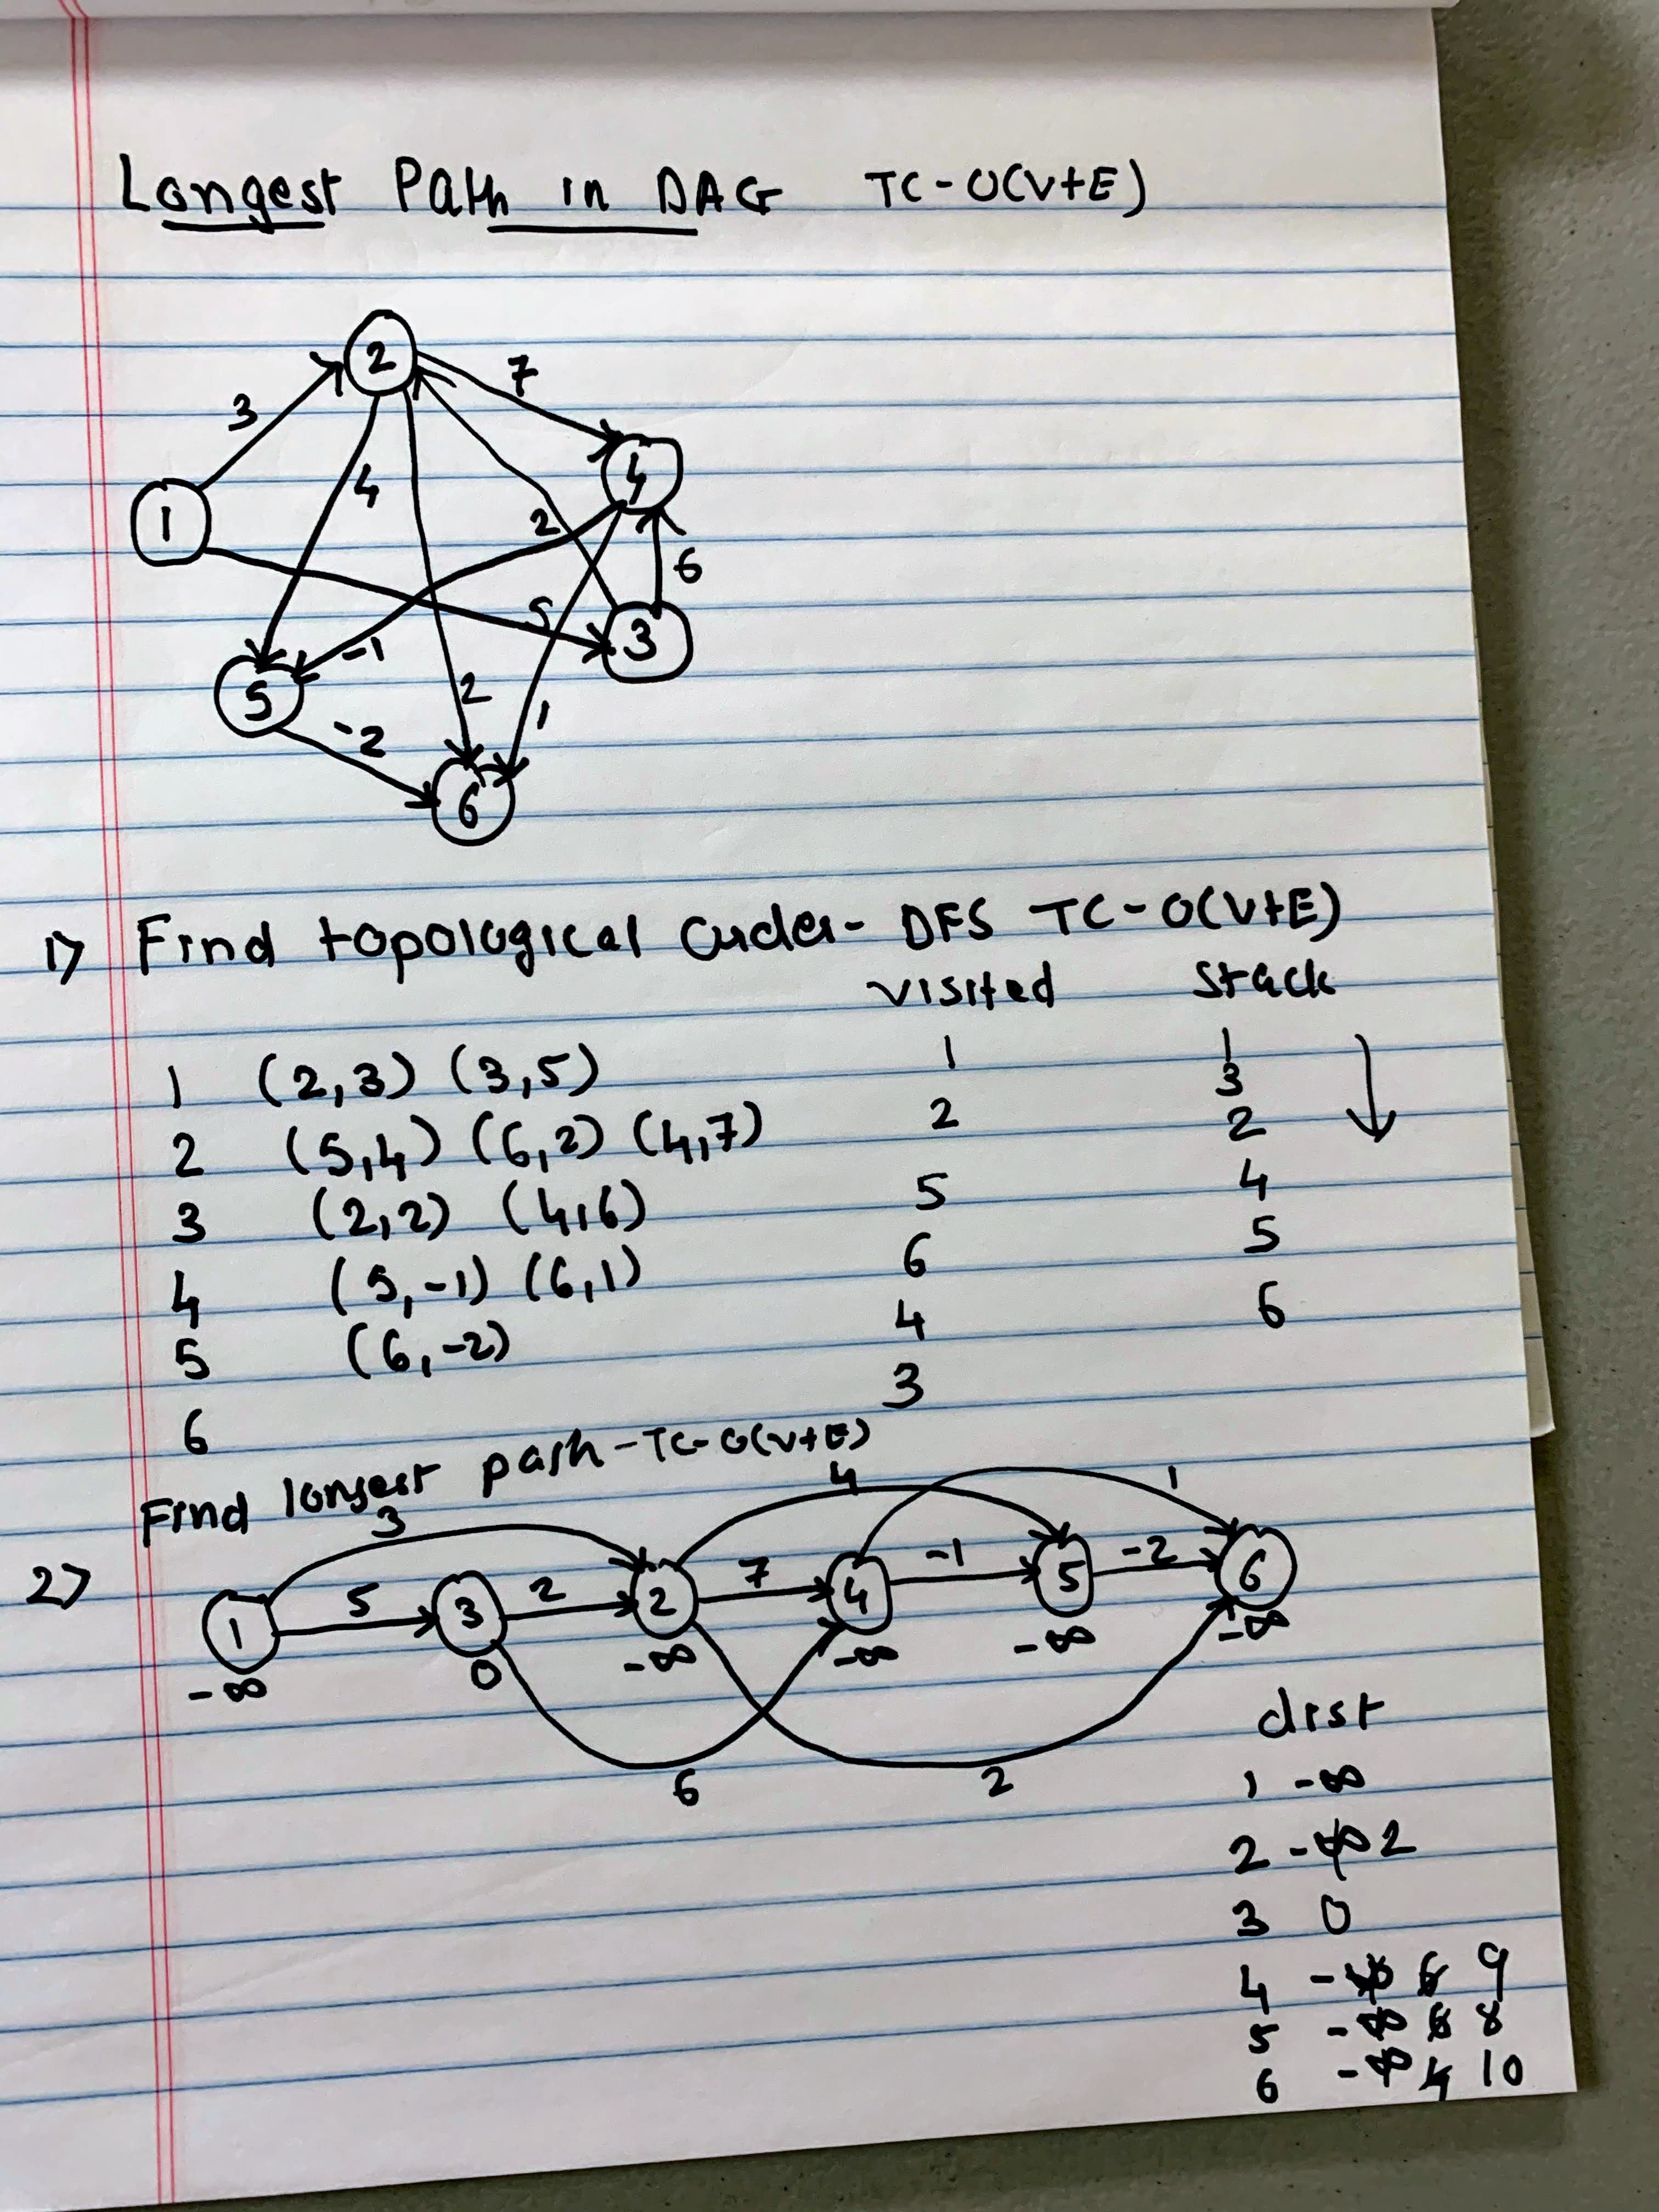 Longest Path in DAG TC-O(V+E)
2
7
3
4
4
1
2
6
5
3
-1
5
2
1
-2
6
1) Find topological Order- DFS TC-O(V+E)
visited Stack
1 (2,3) (3,5) 1 1
3
2 (5,4) (6,2) (4,7) 2 2
3 (2,2) (4,6) 5 4
4 (5,-1) (6,1) 6 5
5 (6,-2) 4 6
6 3
Find longest path-TC-O(V+E)
3 4 1
2) 1 5 3 2 2 7 4 -1 5 -2 6
-∞ 0 -∞ -∞ -∞ -∞
6 2
dist
1 -∞
2 -∞ 2
3 0
4 -∞ 6 9
5 -∞ 6 8
6 -∞ 4 10